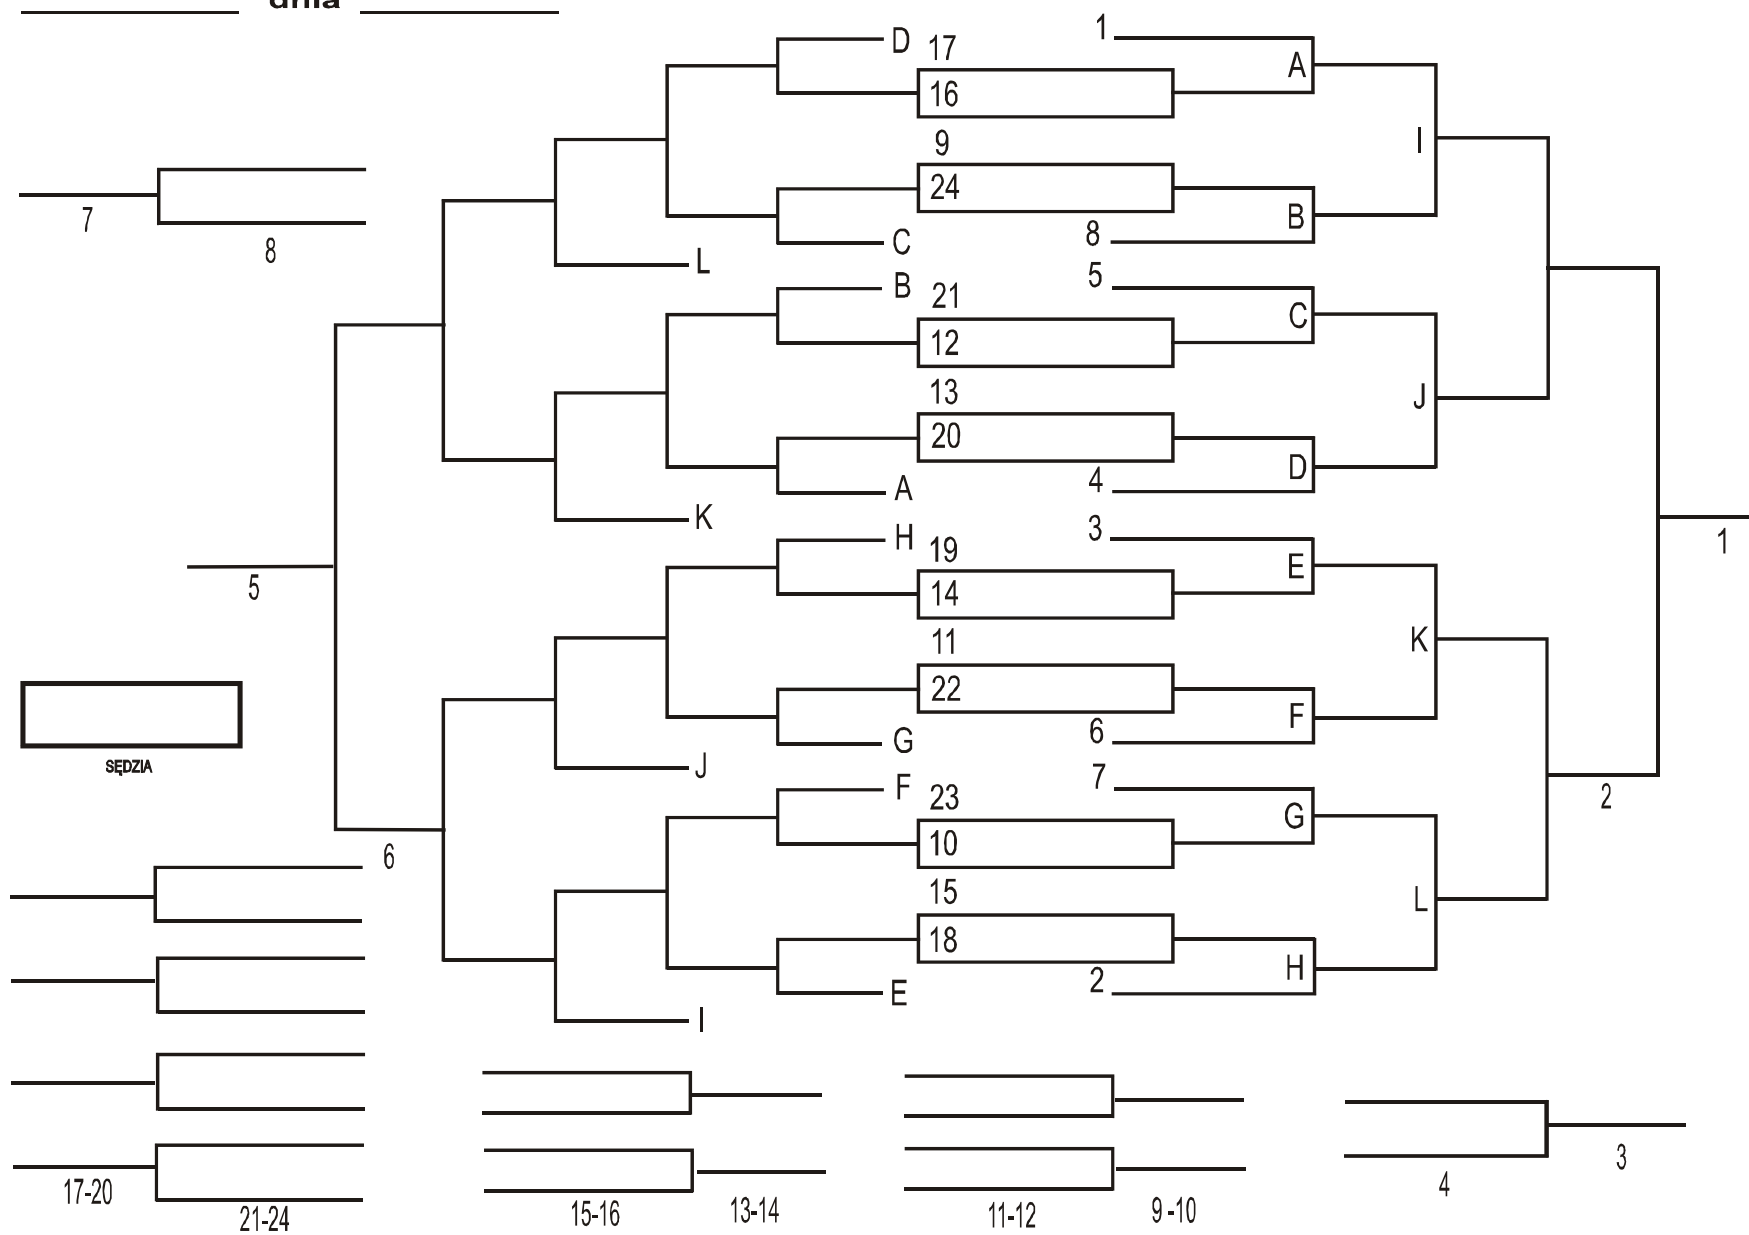 dnia
D 17 1
16 A
9 I
24 B
7 8 C 8
L 5
B 21
12 C
13 J
20 D
A 4
K 3
H 19
14 E 1
5
11 K
22 F
G 6
SĘDZIA J 7
F 23 2
10 G
6
15 L
18 H
E 2
I
3
17-20 4
21-24 15-16 13-14 11-12 9-10